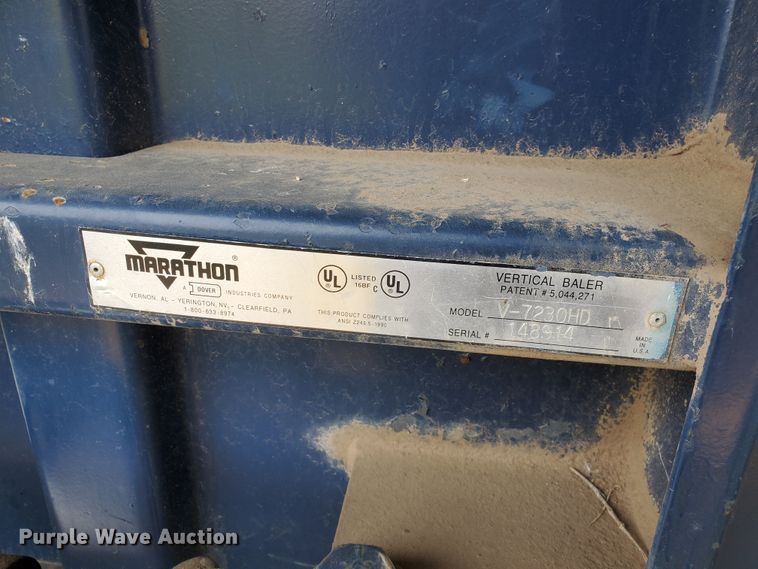 MARATHON
A DOVER INDUSTRIES COMPANY
VERNON, AL - YERINGTON, NV, - CLEARFIELD, PA
1-800-633-8974
UL LISTED 16BF C UL
THIS PRODUCT COMPLIES WITH
ANSI Z245.5-1990
VERTICAL BALER
PATENT # 5,044,271
MODEL V-7230HD
SERIAL # 148914
MADE
IN
U.S.A.
Purple Wave Auction